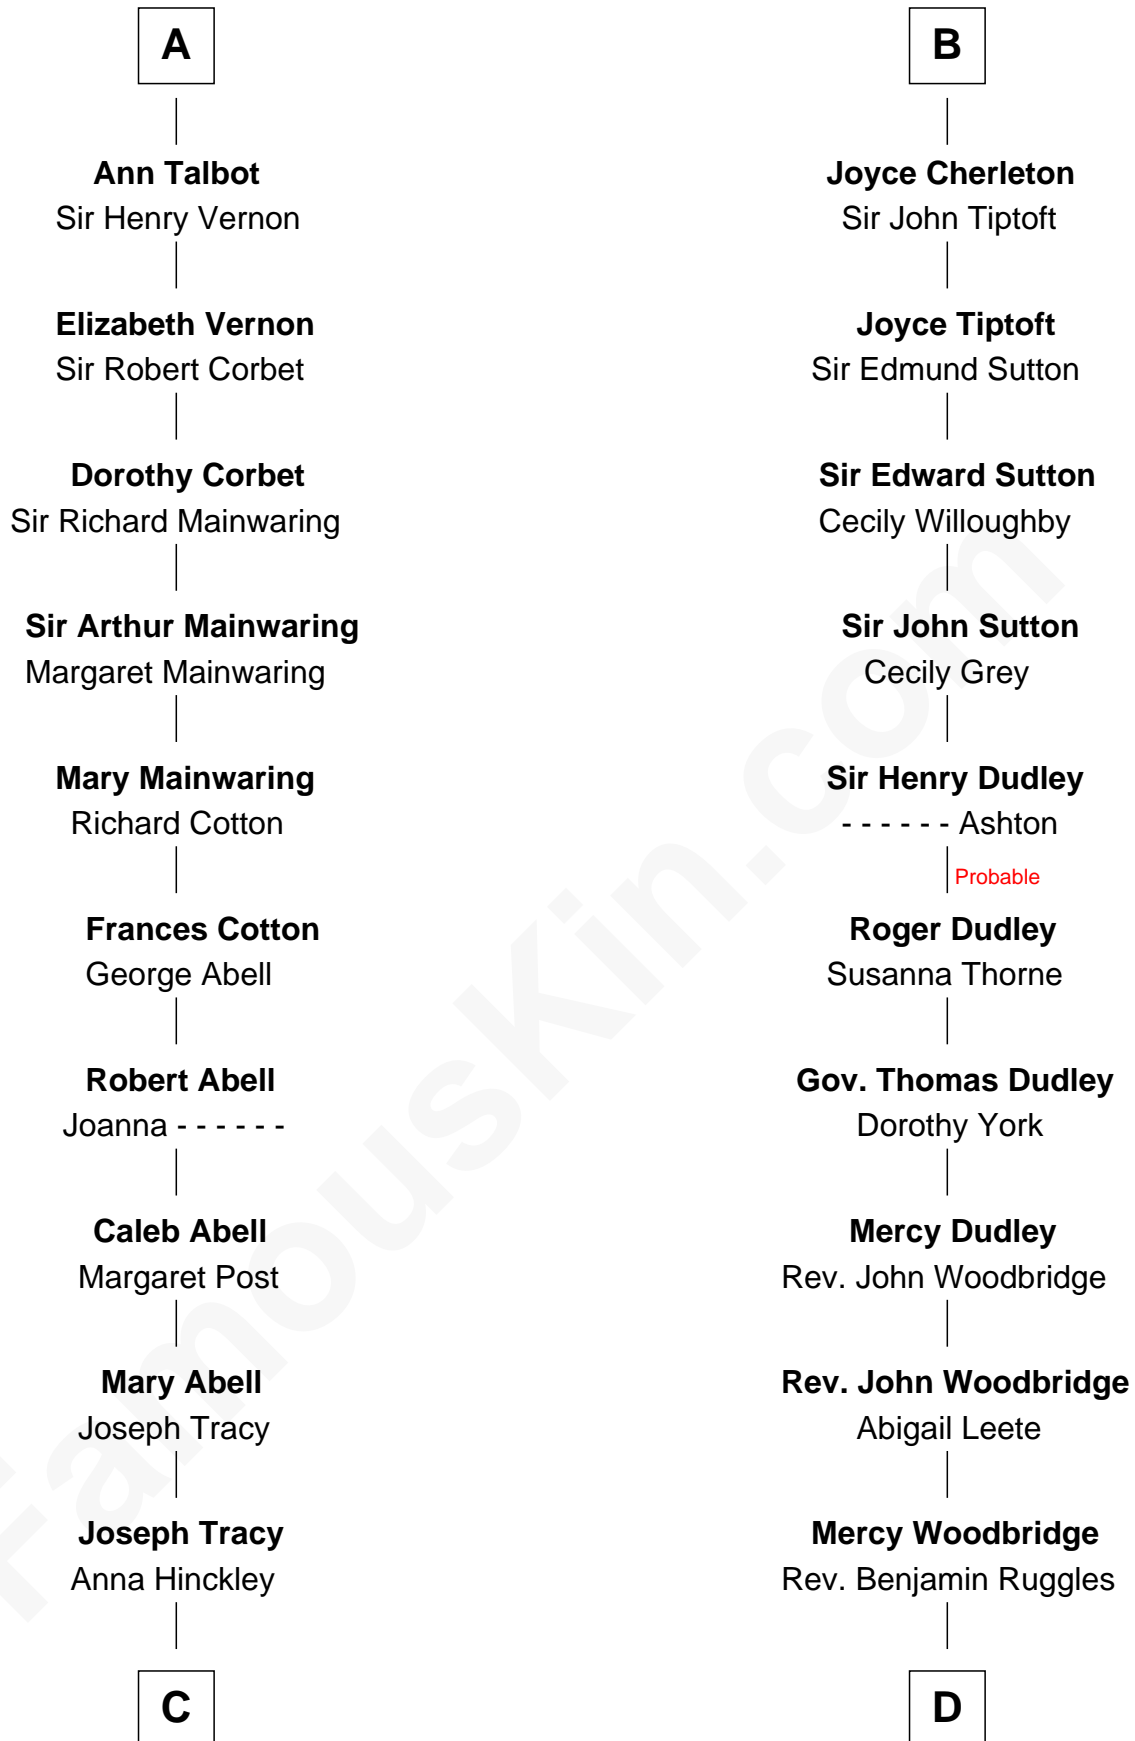 A
Ann Talbot
Sir Henry Vernon
Elizabeth Vernon
Sir Robert Corbet
Dorothy Corbet
Sir Richard Mainwaring
Sir Arthur Mainwaring
Margaret Mainwaring
Mary Mainwaring
Richard Cotton
Frances Cotton
George Abell
Robert Abell
Joanna - - - - - -
Caleb Abell
Margaret Post
Mary Abell
Joseph Tracy
Joseph Tracy
Anna Hinckley
C
B
Joyce Cherleton
Sir John Tiptoft
Joyce Tiptoft
Sir Edmund Sutton
Sir Edward Sutton
Cecily Willoughby
Sir John Sutton
Cecily Grey
Sir Henry Dudley
- - - - - - Ashton
Probable
Roger Dudley
Susanna Thorne
Gov. Thomas Dudley
Dorothy York
Mercy Dudley
Rev. John Woodbridge
Rev. John Woodbridge
Abigail Leete
Mercy Woodbridge
Rev. Benjamin Ruggles
D
FamousKin.com